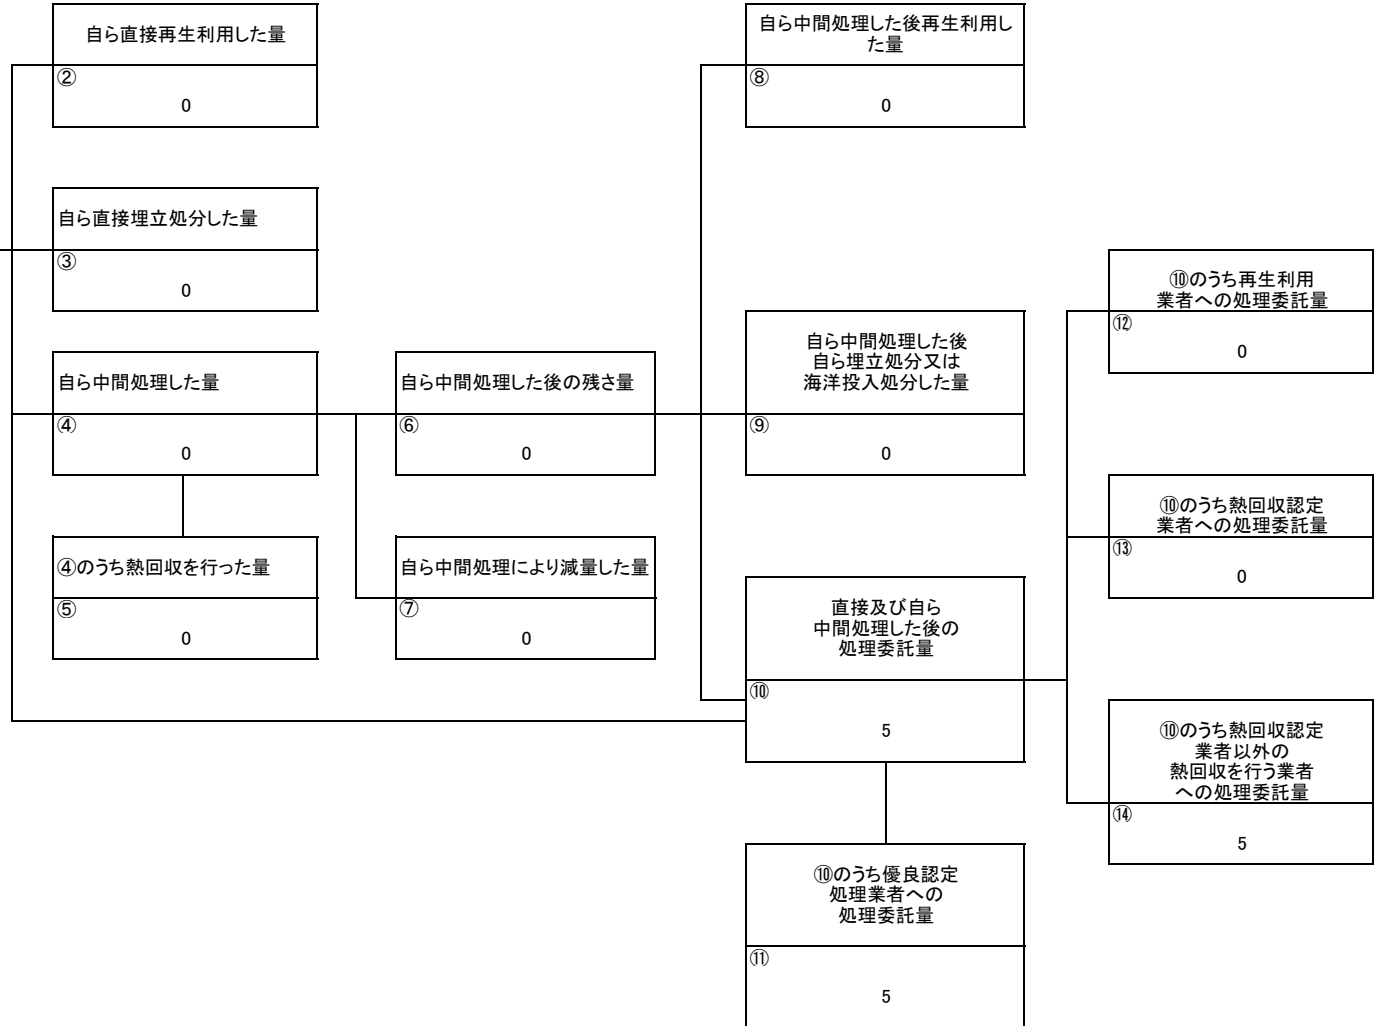 自ら直接再生利用した量
②
0
自ら直接埋立処分した量
③
0
自ら中間処理した量
④
0
④のうち熱回収を行った量
⑤
0
自ら中間処理した後の残さ量
⑥
0
自ら中間処理により減量した量
⑦
0
自ら中間処理した後再生利用し
た量
⑧
0
自ら中間処理した後
自ら埋立処分又は
海洋投入処分した量
⑨
0
直接及び自ら
中間処理した後の
処理委託量
⑩
5
⑩のうち優良認定
処理業者への
処理委託量
⑪
5
⑩のうち再生利用
業者への処理委託量
⑫
0
⑩のうち熱回収認定
業者への処理委託量
⑬
0
⑩のうち熱回収認定
業者以外の
熱回収を行う業者
への処理委託量
⑭
5